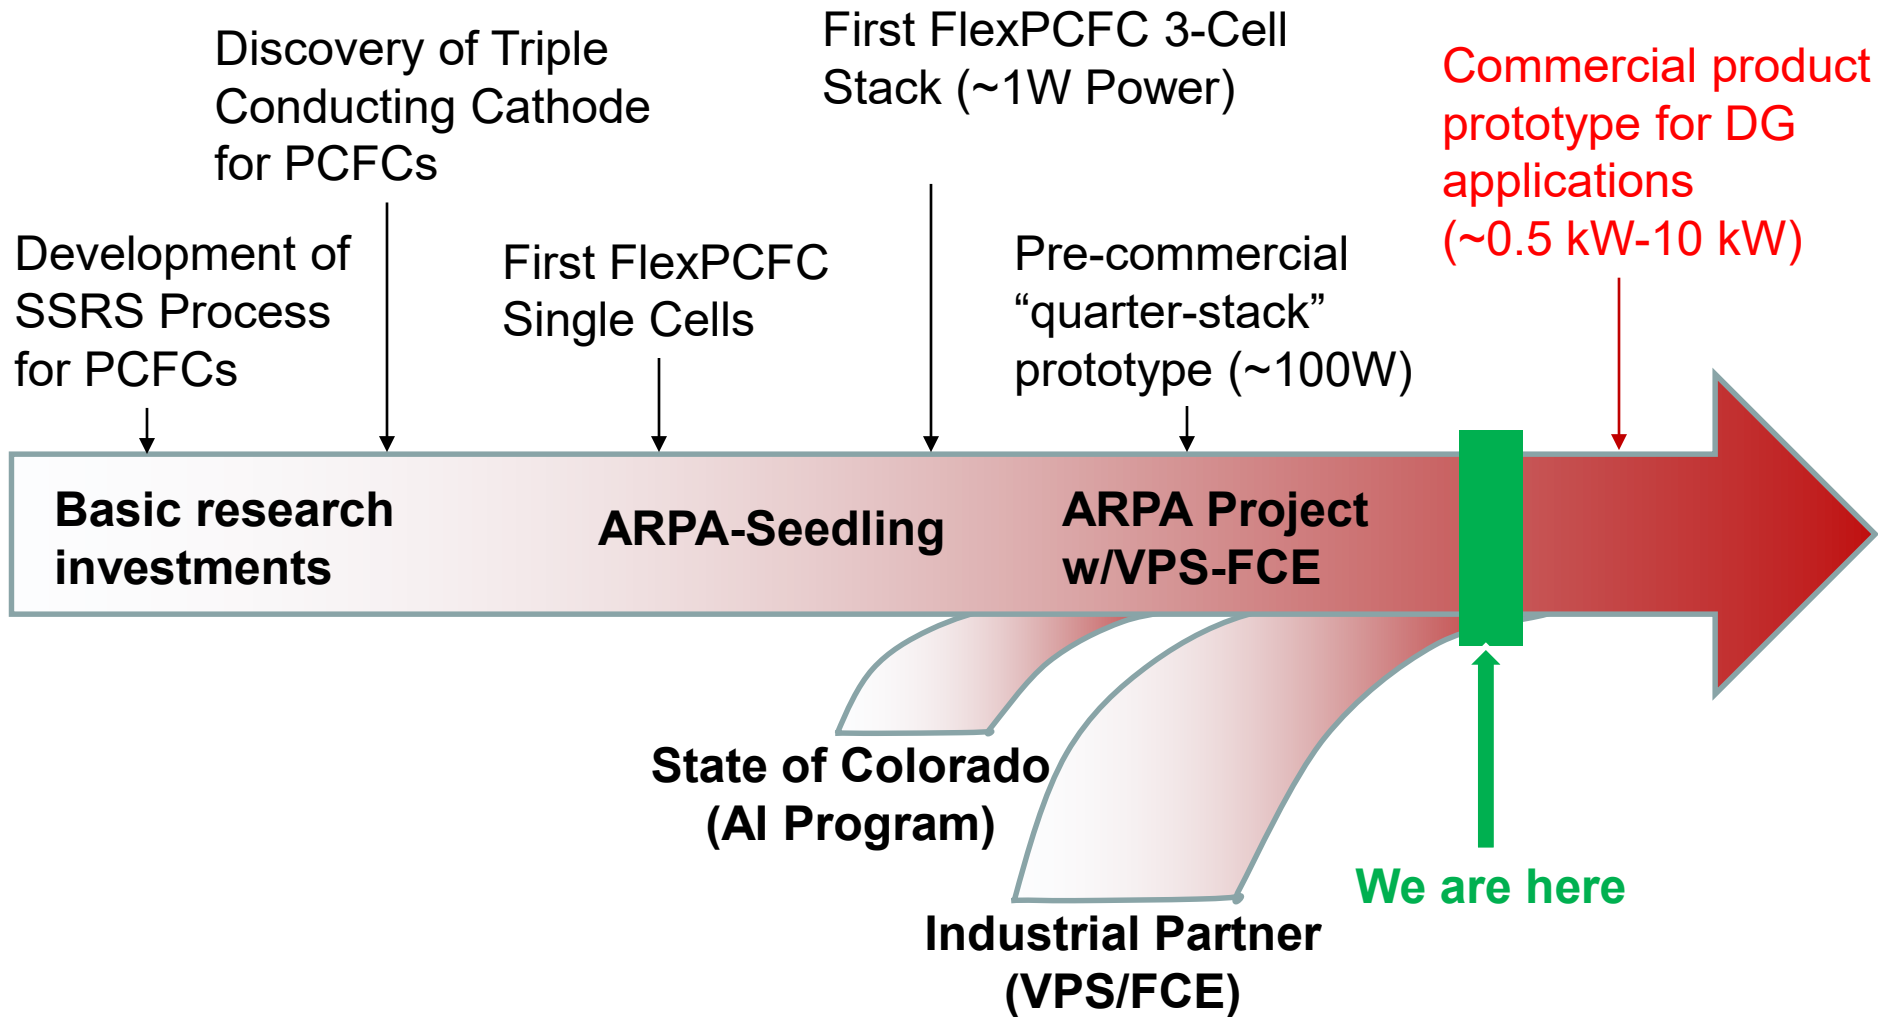 Development of
SSRS Process
for PCFCs
Discovery of Triple
Conducting Cathode
for PCFCs
First FlexPCFC
Single Cells
First FlexPCFC 3-Cell
Stack (~1W Power)
Pre-commercial
“quarter-stack”
prototype (~100W)
Commercial product
prototype for DG
applications
(~0.5 kW-10 kW)
Basic research
investments
ARPA-Seedling
ARPA Project
w/VPS-FCE
State of Colorado
(AI Program)
Industrial Partner
(VPS/FCE)
We are here